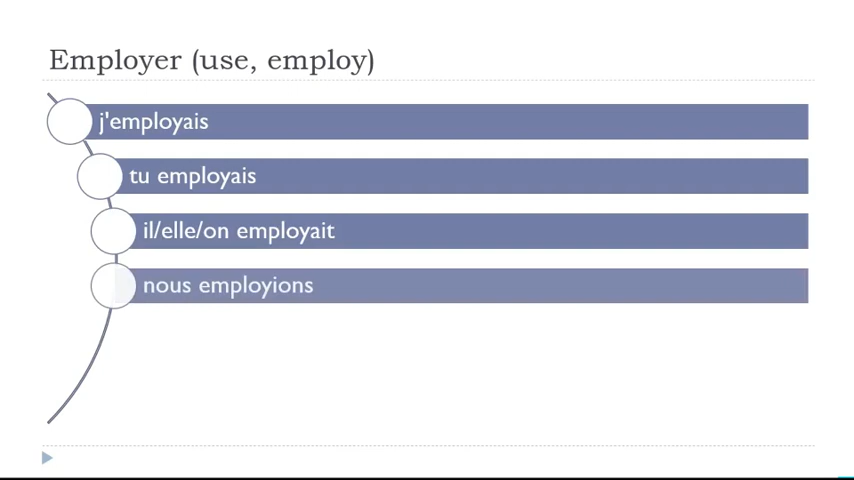 Employer (use, employ)
j'employais
tu employais
il/elle/on employait
nous employions